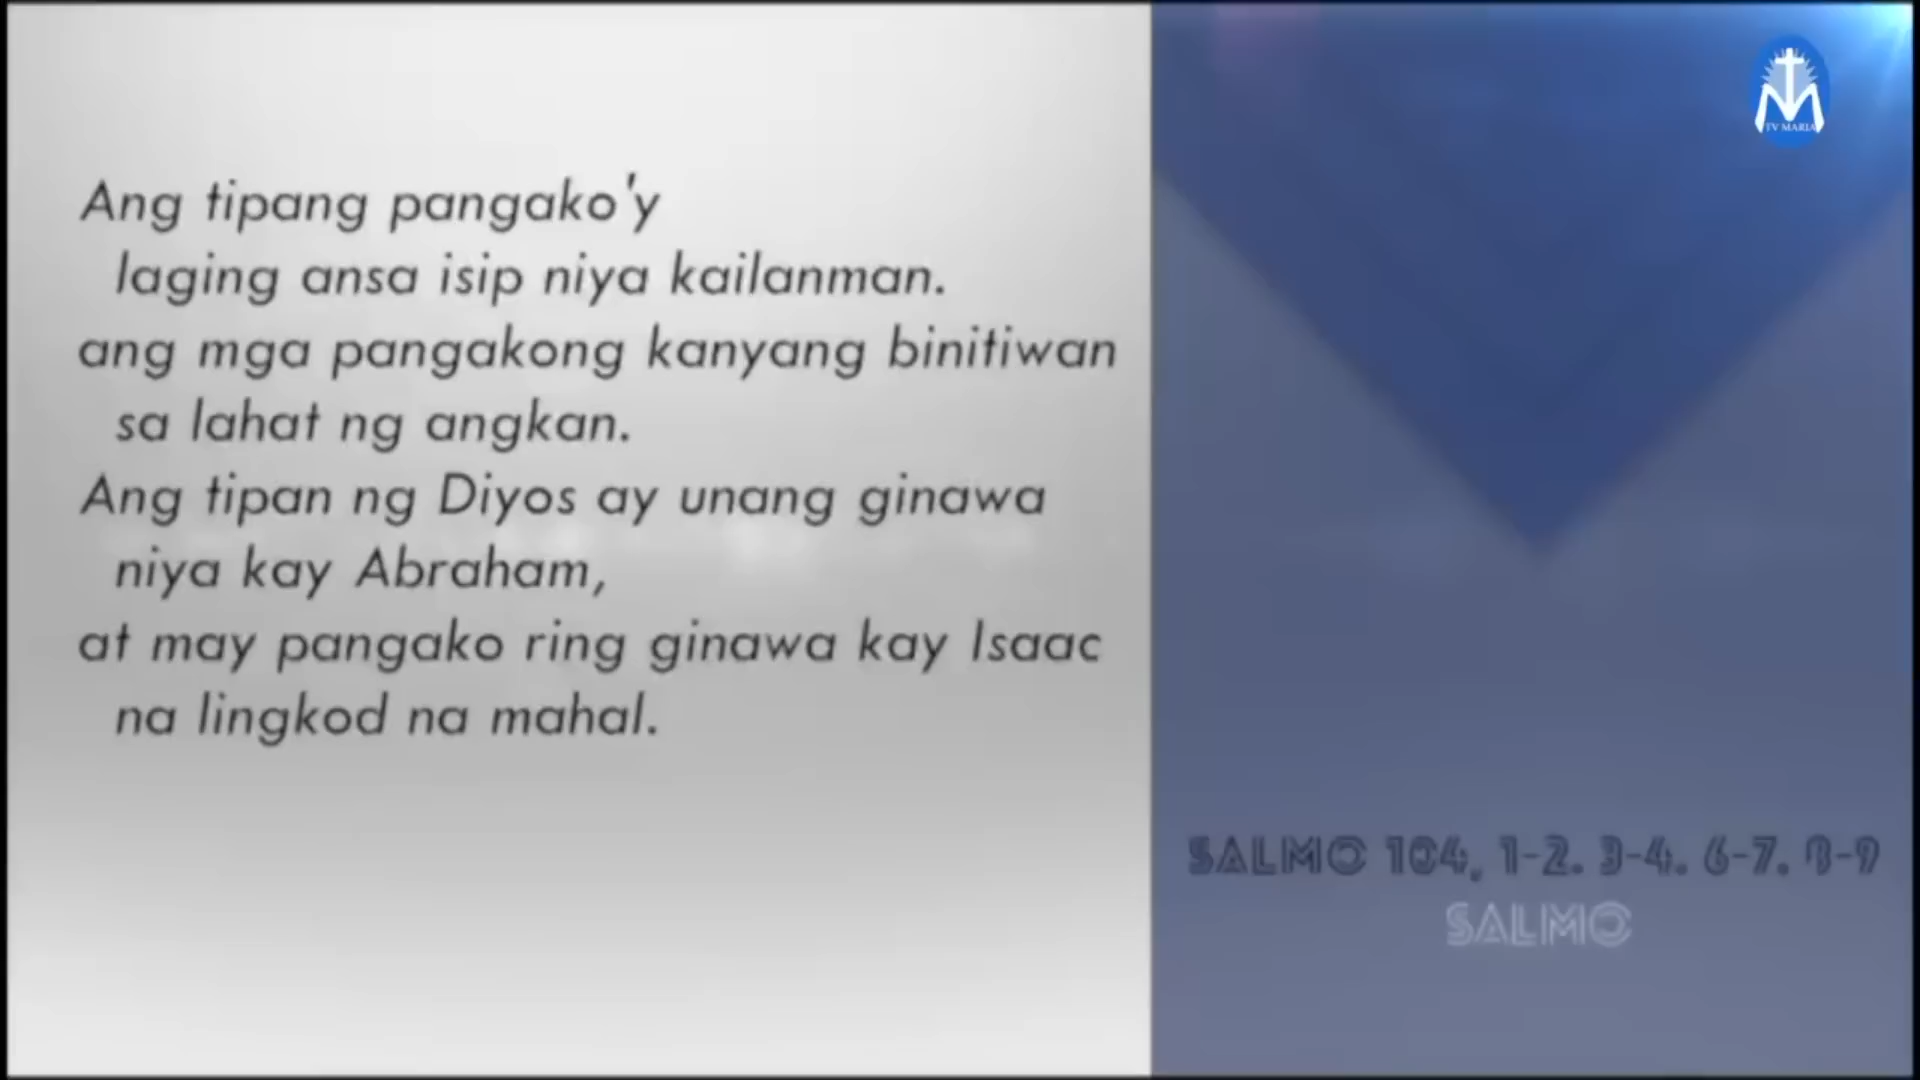 Ang tipang pangako'y
laging ansa isip niya kailanman.
ang mga pangakong kanyang binitiwan
sa lahat ng angkan.
Ang tipan ng Diyos ay unang ginawa
niya kay Abraham,
at may pangako ring ginawa kay Isaac
na lingkod na mahal.
TV MARIA
SALMO 104, 1-2. 3-4. 6-7. 8-9
SALMO